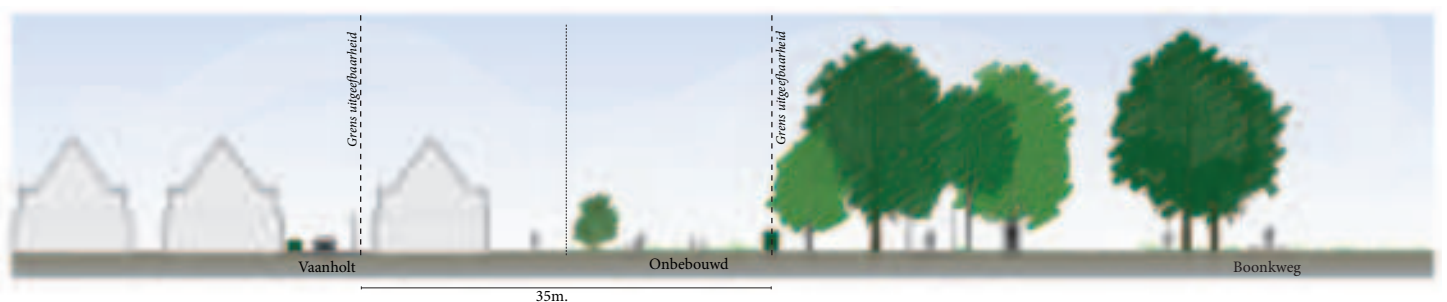 Grens uitgeefbaarheid
Grens uitgeefbaarheid
Vaanholt
Onbebouwd
Boonkweg
35m.